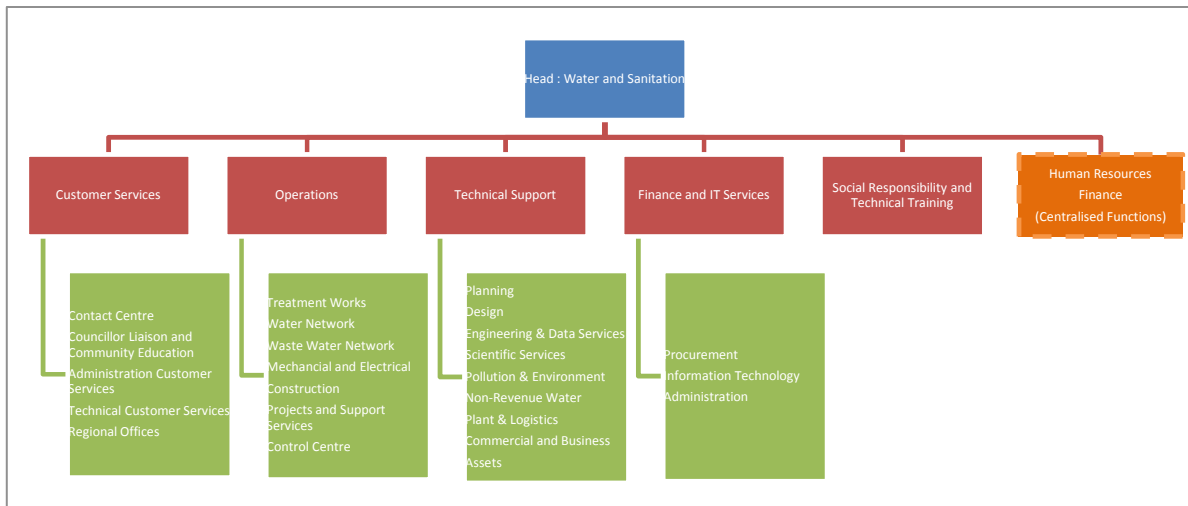 Head : Water and Sanitation
Customer Services
Operations
Technical Support
Finance and IT Services
Social Responsibility and
Technical Training
Human Resources
Finance
(Centralised Functions)
Contact Centre
Councillor Liaison and
Community Education
Administration Customer
Services
Technical Customer Services
Regional Offices
Treatment Works
Water Network
Waste Water Network
Mechancial and Electrical
Construction
Projects and Support
Services
Control Centre
Planning
Design
Engineering & Data Services
Scientific Services
Pollution & Environment
Non-Revenue Water
Plant & Logistics
Commercial and Business
Assets
Procurement
Information Technology
Administration